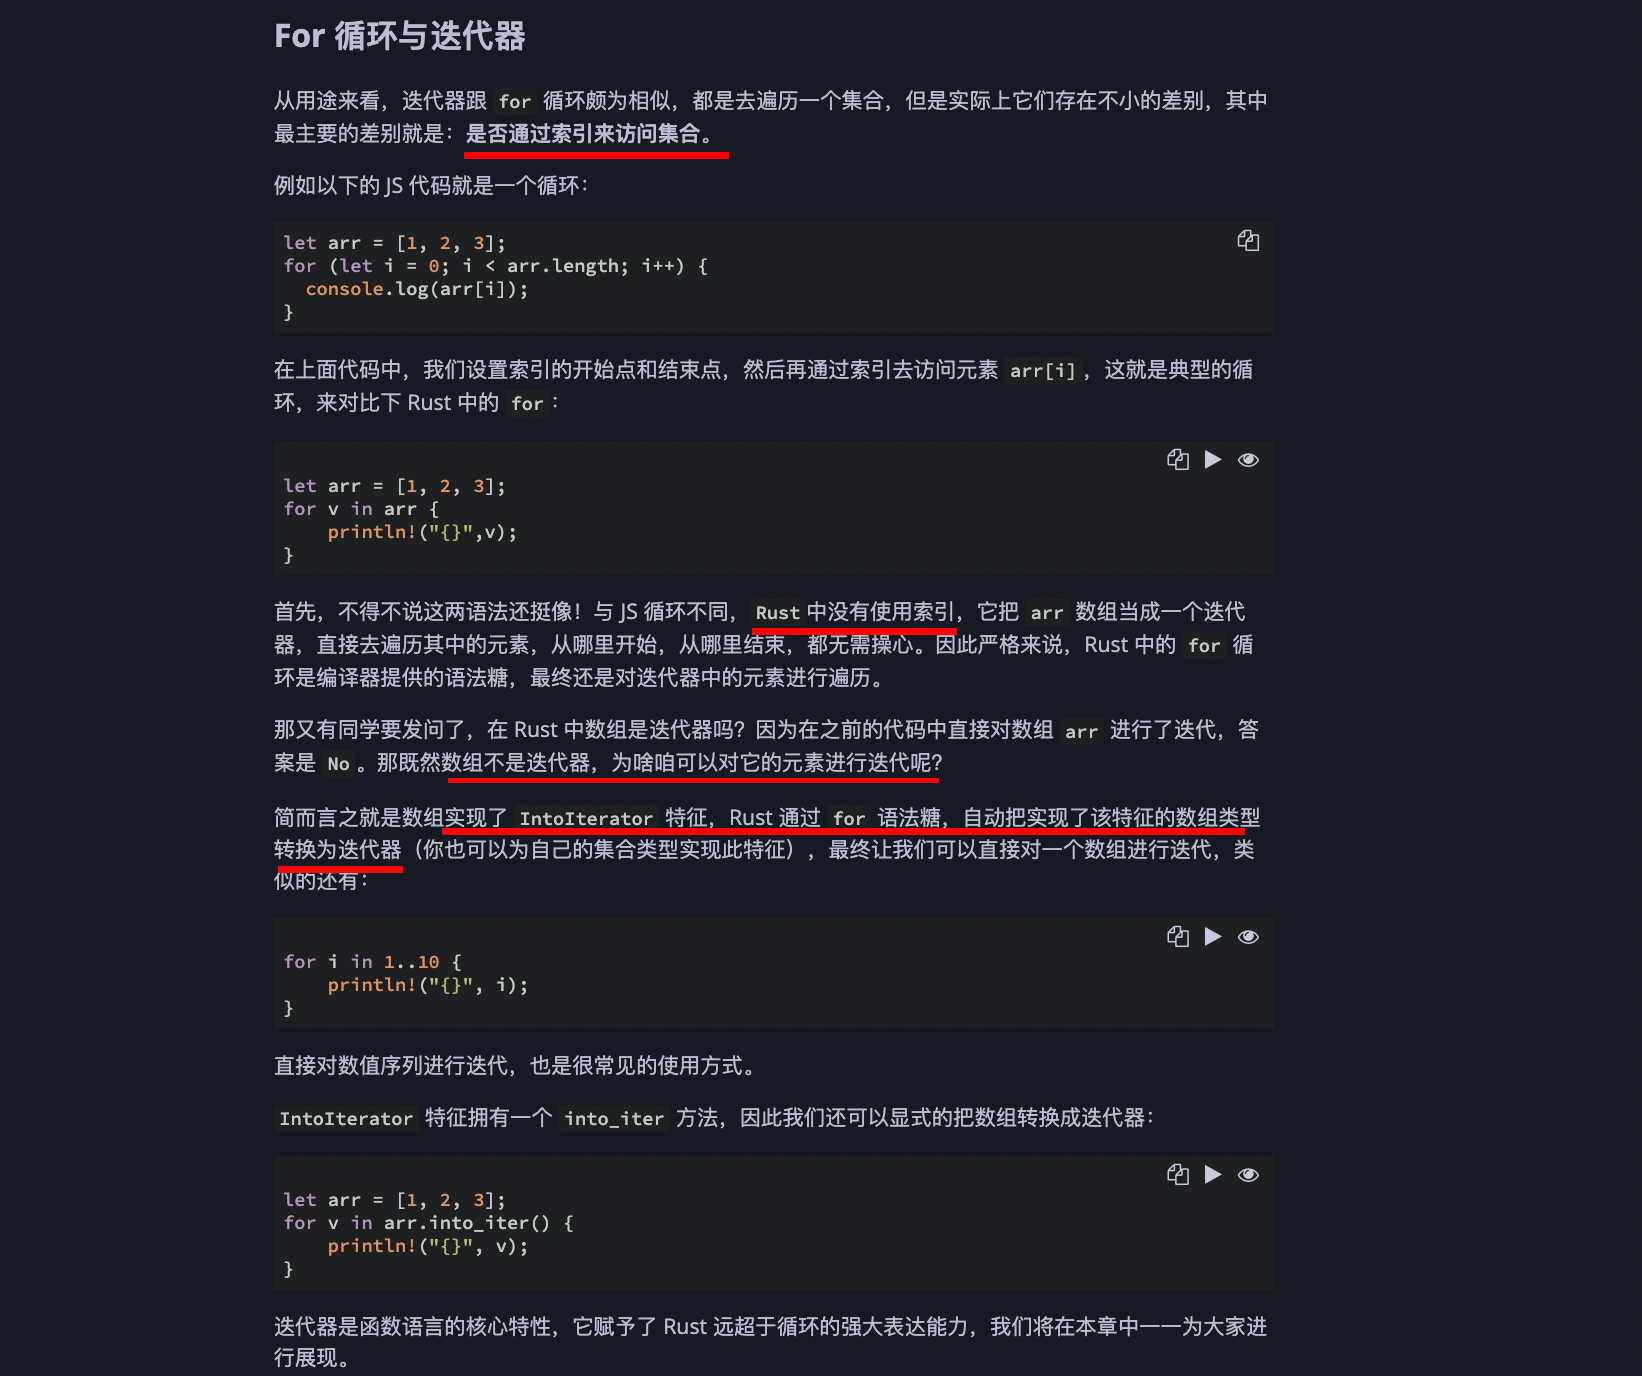 For 循环与迭代器
从用途来看，迭代器跟 for 循环颇为相似，都是去遍历一个集合，但是实际上它们存在不小的差别，其中
最主要的差别就是：是否通过索引来访问集合。
例如以下的 JS 代码就是一个循环：
let arr = [1, 2, 3];
for (let i = 0; i < arr.length; i++) {
  console.log(arr[i]);
}
在上面代码中，我们设置索引的开始点和结束点，然后再通过索引去访问元素 arr[i]，这就是典型的循
环，来对比下 Rust 中的 for：
let arr = [1, 2, 3];
for v in arr {
    println!("{}",v);
}
首先，不得不说这两语法还挺像！与 JS 循环不同，Rust中没有使用索引，它把 arr 数组当成一个迭代
器，直接去遍历其中的元素，从哪里开始，从哪里结束，都无需操心。因此严格来说，Rust 中的 for 循
环是编译器提供的语法糖，最终还是对迭代器中的元素进行遍历。
那又有同学要发问了，在 Rust 中数组是迭代器吗？因为在之前的代码中直接对数组 arr 进行了迭代，答
案是 No 。那既然数组不是迭代器，为啥咱可以对它的元素进行迭代呢？
简而言之就是数组实现了 IntoIterator 特征，Rust 通过 for 语法糖，自动把实现了该特征的数组类型
转换为迭代器（你也可以为自己的集合类型实现此特征），最终让我们可以直接对一个数组进行迭代，类
似的还有：
for i in 1..10 {
    println!("{}", i);
}
直接对数值序列进行迭代，也是很常见的使用方式。
IntoIterator 特征拥有一个 into_iter 方法，因此我们还可以显式的把数组转换成迭代器：
let arr = [1, 2, 3];
for v in arr.into_iter() {
    println!("{}", v);
}
迭代器是函数语言的核心特性，它赋予了 Rust 远超于循环的强大表达能力，我们将在本章中一一为大家进
行展现。